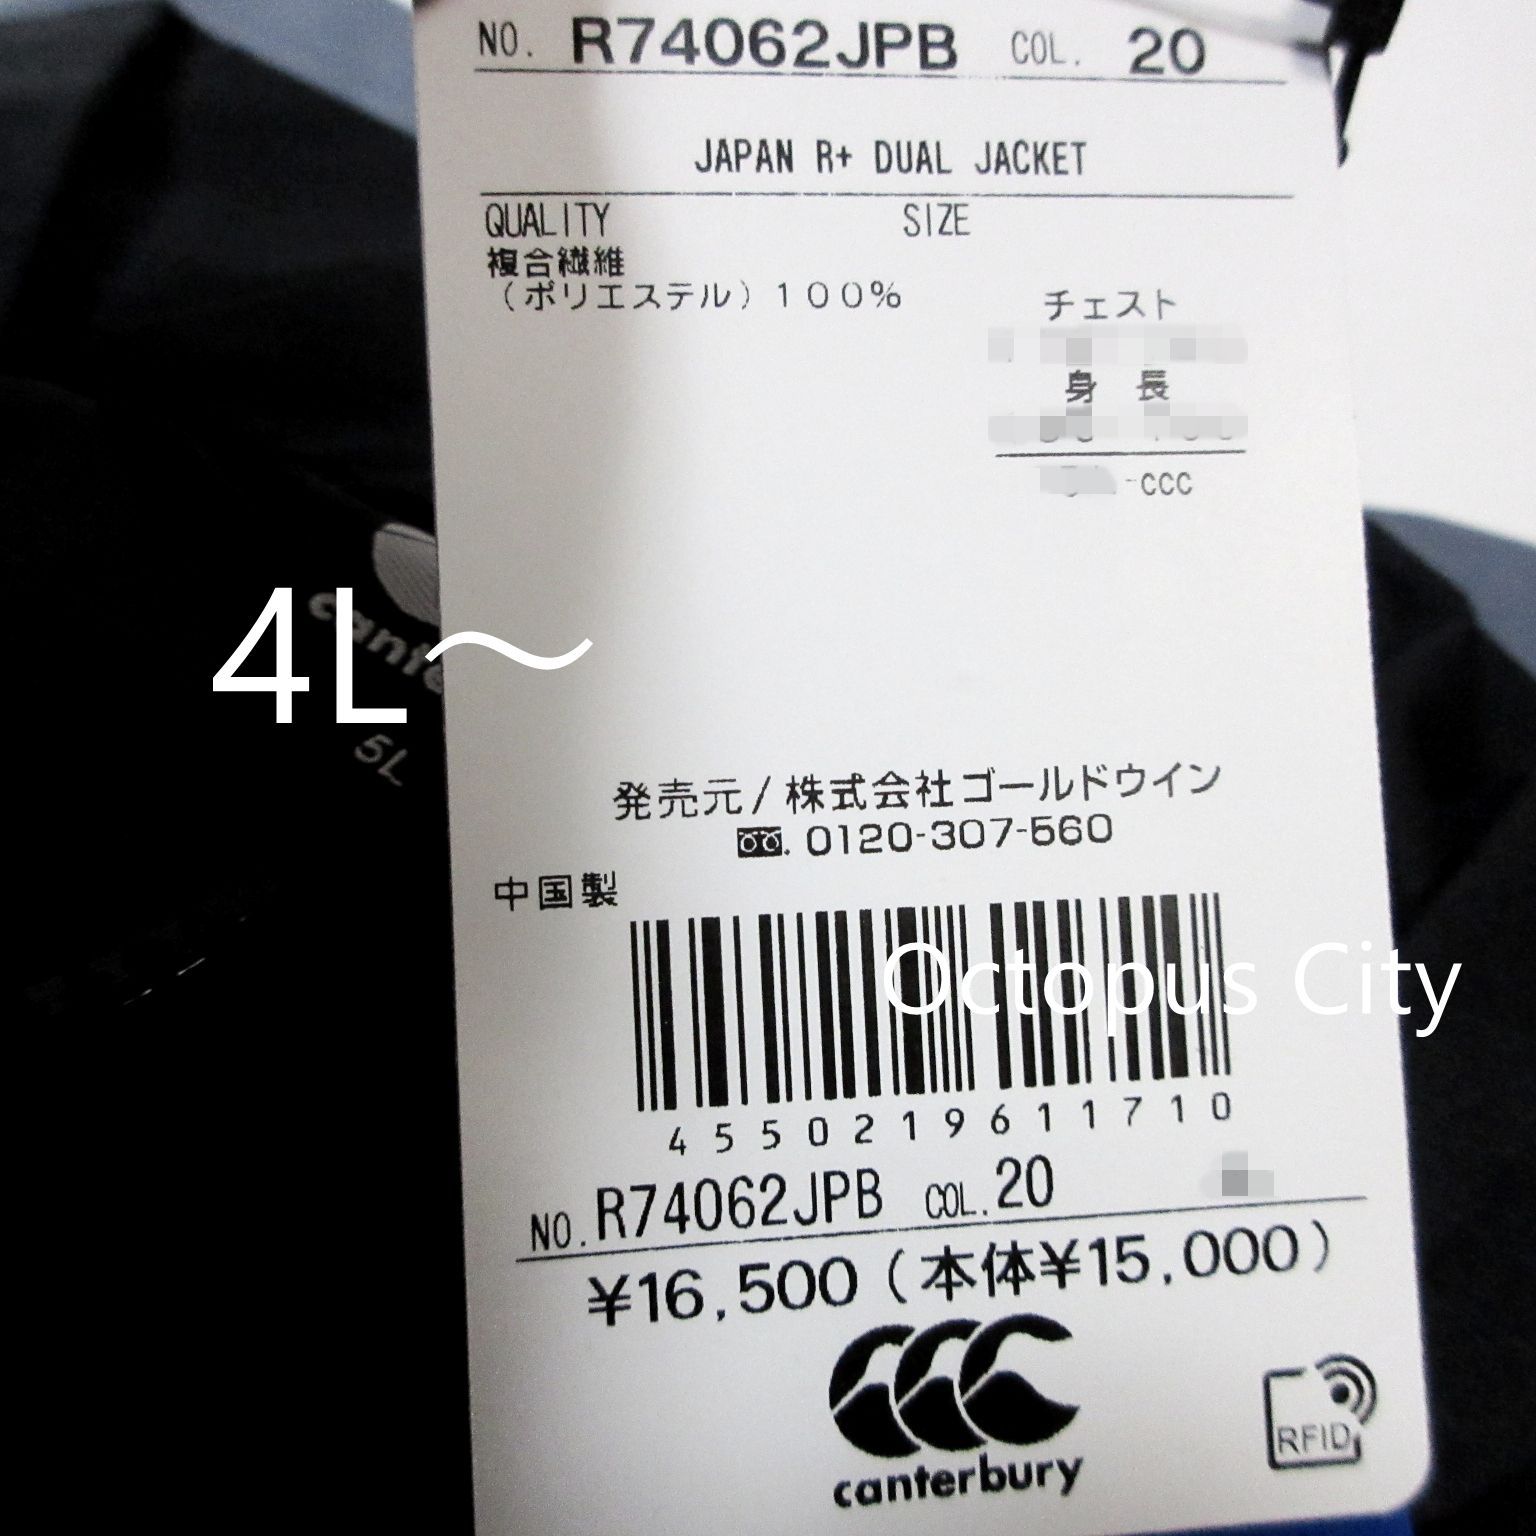 NO. R74062JPB COL. 20
JAPAN R+ DUAL JACKET
QUALITY SIZE
複合繊維
（ポリエステル）100%
チェスト
身 長
-CCC
cante
4L～
5L
発売元/株式会社ゴールドウイン
0120-307-560
中国製
Octopus City
4550219611710
NO. R74062JPB COL. 20
¥16,500(本体¥15,000)
canterbury
RFID